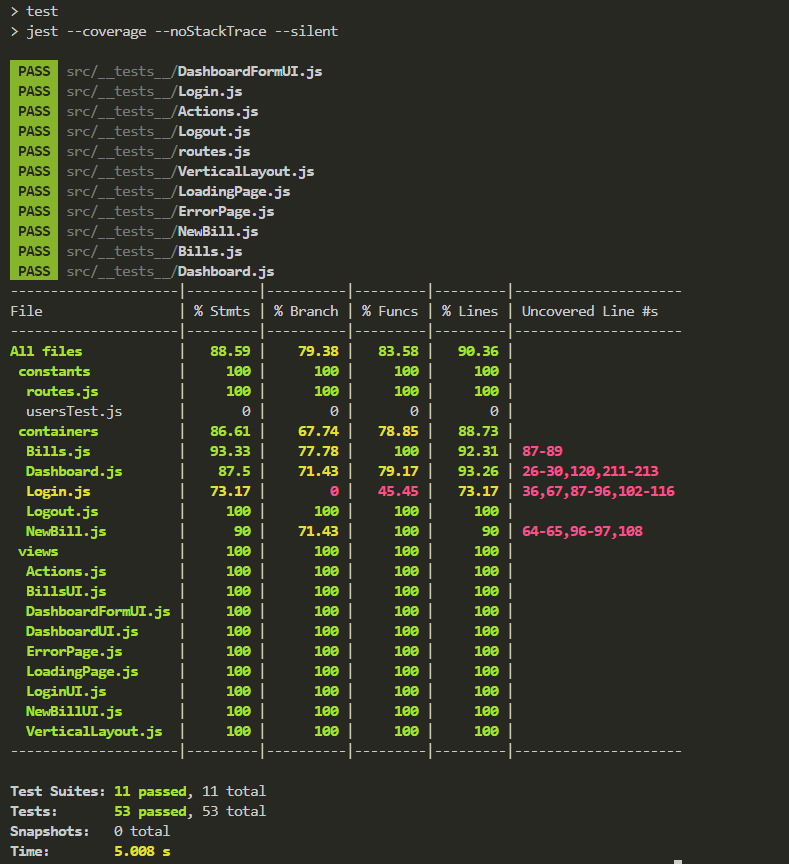 > test
> jest --coverage --noStackTrace --silent
PASS src/__tests__/DashboardFormUI.js
PASS src/__tests__/Login.js
PASS src/__tests__/Actions.js
PASS src/__tests__/Logout.js
PASS src/__tests__/routes.js
PASS src/__tests__/VerticalLayout.js
PASS src/__tests__/LoadingPage.js
PASS src/__tests__/ErrorPage.js
PASS src/__tests__/NewBill.js
PASS src/__tests__/Bills.js
PASS src/__tests__/Dashboard.js
---------------------|---------|----------|---------|---------|---------------------
File                 | % Stmts | % Branch | % Funcs | % Lines | Uncovered Line #s
---------------------|---------|----------|---------|---------|---------------------
All files            |   88.59 |    79.38 |   83.58 |   90.36 |
 constants           |     100 |      100 |     100 |     100 |
  routes.js          |     100 |      100 |     100 |     100 |
  usersTest.js       |       0 |        0 |       0 |       0 |
 containers          |   86.61 |    67.74 |   78.85 |   88.73 |
  Bills.js           |   93.33 |    77.78 |     100 |   92.31 | 87-89
  Dashboard.js       |    87.5 |    71.43 |   79.17 |   93.26 | 26-30,120,211-213
  Login.js           |   73.17 |        0 |   45.45 |   73.17 | 36,67,87-96,102-116
  Logout.js          |     100 |      100 |     100 |     100 |
  NewBill.js         |      90 |    71.43 |     100 |      90 | 64-65,96-97,108
 views               |     100 |      100 |     100 |     100 |
  Actions.js         |     100 |      100 |     100 |     100 |
  BillsUI.js         |     100 |      100 |     100 |     100 |
  DashboardFormUI.js |     100 |      100 |     100 |     100 |
  DashboardUI.js     |     100 |      100 |     100 |     100 |
  ErrorPage.js       |     100 |      100 |     100 |     100 |
  LoadingPage.js     |     100 |      100 |     100 |     100 |
  LoginUI.js         |     100 |      100 |     100 |     100 |
  NewBillUI.js       |     100 |      100 |     100 |     100 |
  VerticalLayout.js  |     100 |      100 |     100 |     100 |
---------------------|---------|----------|---------|---------|---------------------
Test Suites: 11 passed, 11 total
Tests:       53 passed, 53 total
Snapshots:   0 total
Time:        5.008 s